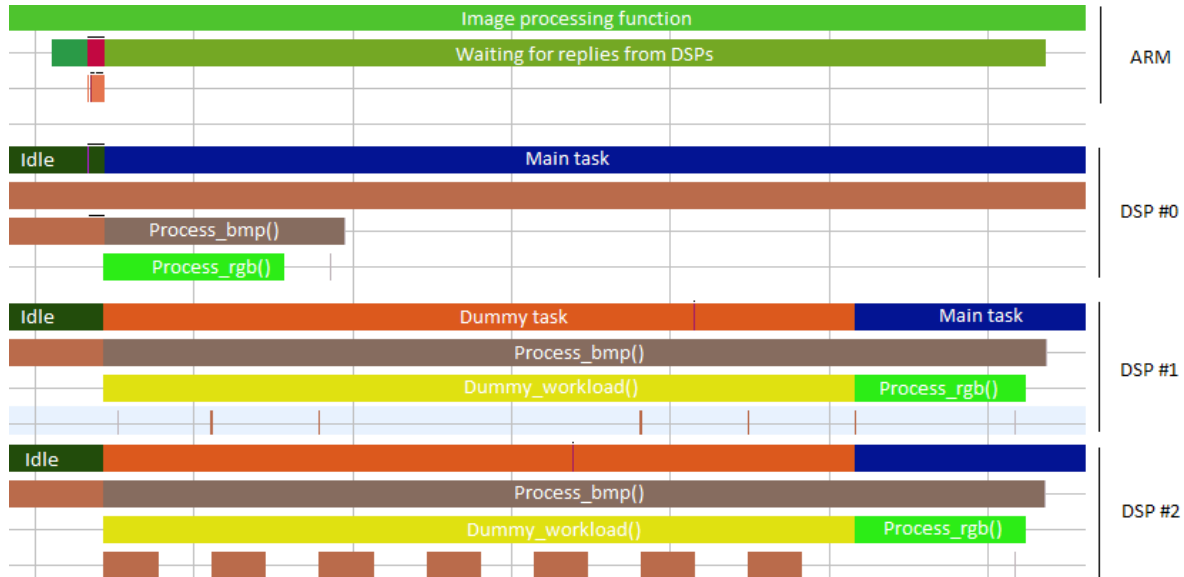 Image processing function
Waiting for replies from DSPs
ARM
Idle
Main task
DSP #0
Process_bmp()
Process_rgb()
Idle
Dummy task
Main task
Process_bmp()
DSP #1
Dummy_workload()
Process_rgb()
Idle
Process_bmp()
DSP #2
Dummy_workload()
Process_rgb()